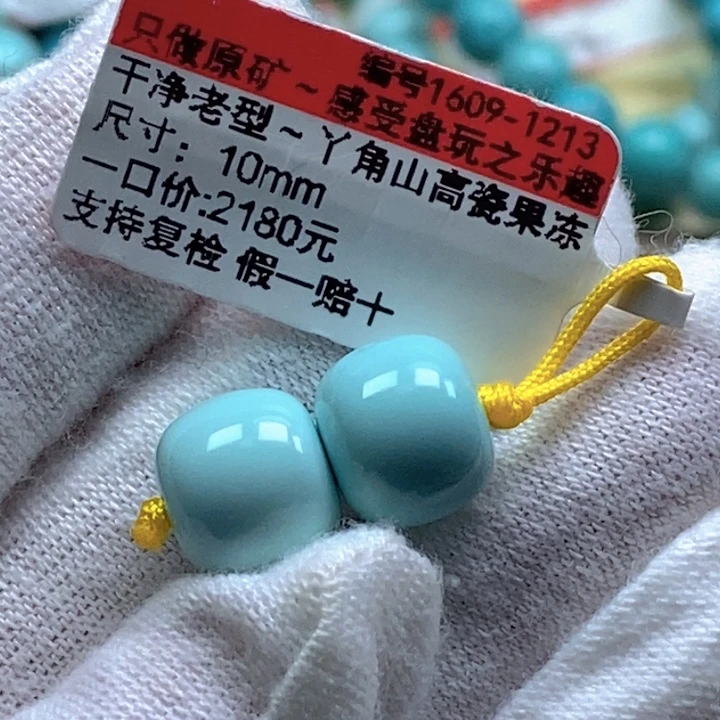 编号1609-1213
只做原矿~感受盘玩之乐趣
干净老型~丫角山高瓷果冻
尺寸：10mm
一口价:2180元
支持复检 假一赔十